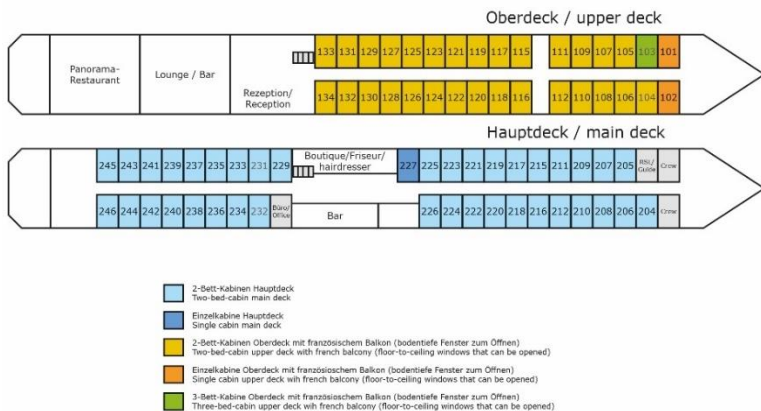 Oberdeck / upper deck
133 131 129 127 125 123 121 119 117 115 111 109 107 105 103 101
Panorama-
Restaurant
Lounge / Bar
Rezeption/
Reception
134 132 130 128 126 124 122 120 118 116 112 110 108 106 104 102
Hauptdeck / main deck
245 243 241 239 237 235 233 231 229
Boutique/Friseur/
hairdresser
227 225 223 221 219 217 215 211 209 207 205
RSL/
Guide
Crew
246 244 242 240 238 236 234 232
Büro/
Office
Bar
226 224 222 220 218 216 212 210 208 206 204
Crew
2-Bett-Kabinen Hauptdeck
Two-bed-cabin main deck
Einzelkabine Hauptdeck
Single cabin main deck
2-Bett-Kabinen Oberdeck mit französischem Balkon (bodentiefe Fenster zum Öffnen)
Two-bed-cabin upper deck with french balcony (floor-to-ceiling windows that can be opened)
Einzelkabine Oberdeck mit französioschem Balkon (bodentiefe Fenster zum Öffnen)
Single cabin upper deck wih french balcony (floor-to-ceiling windows that can be opened)
3-Bett-Kabine Oberdeck mit französischem Balkon (bodentiefe Fenster zum Öffnen)
Three-bed-cabin upper deck wih french balcony (floor-to-ceiling windows that can be opened)